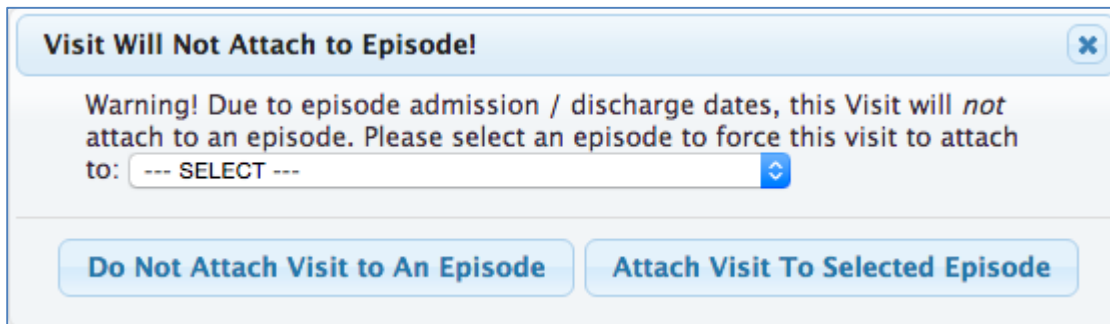 Visit Will Not Attach to Episode!
Warning! Due to episode admission / discharge dates, this Visit will not
attach to an episode. Please select an episode to force this visit to attach
to: --- SELECT ---
Do Not Attach Visit to An Episode
Attach Visit To Selected Episode